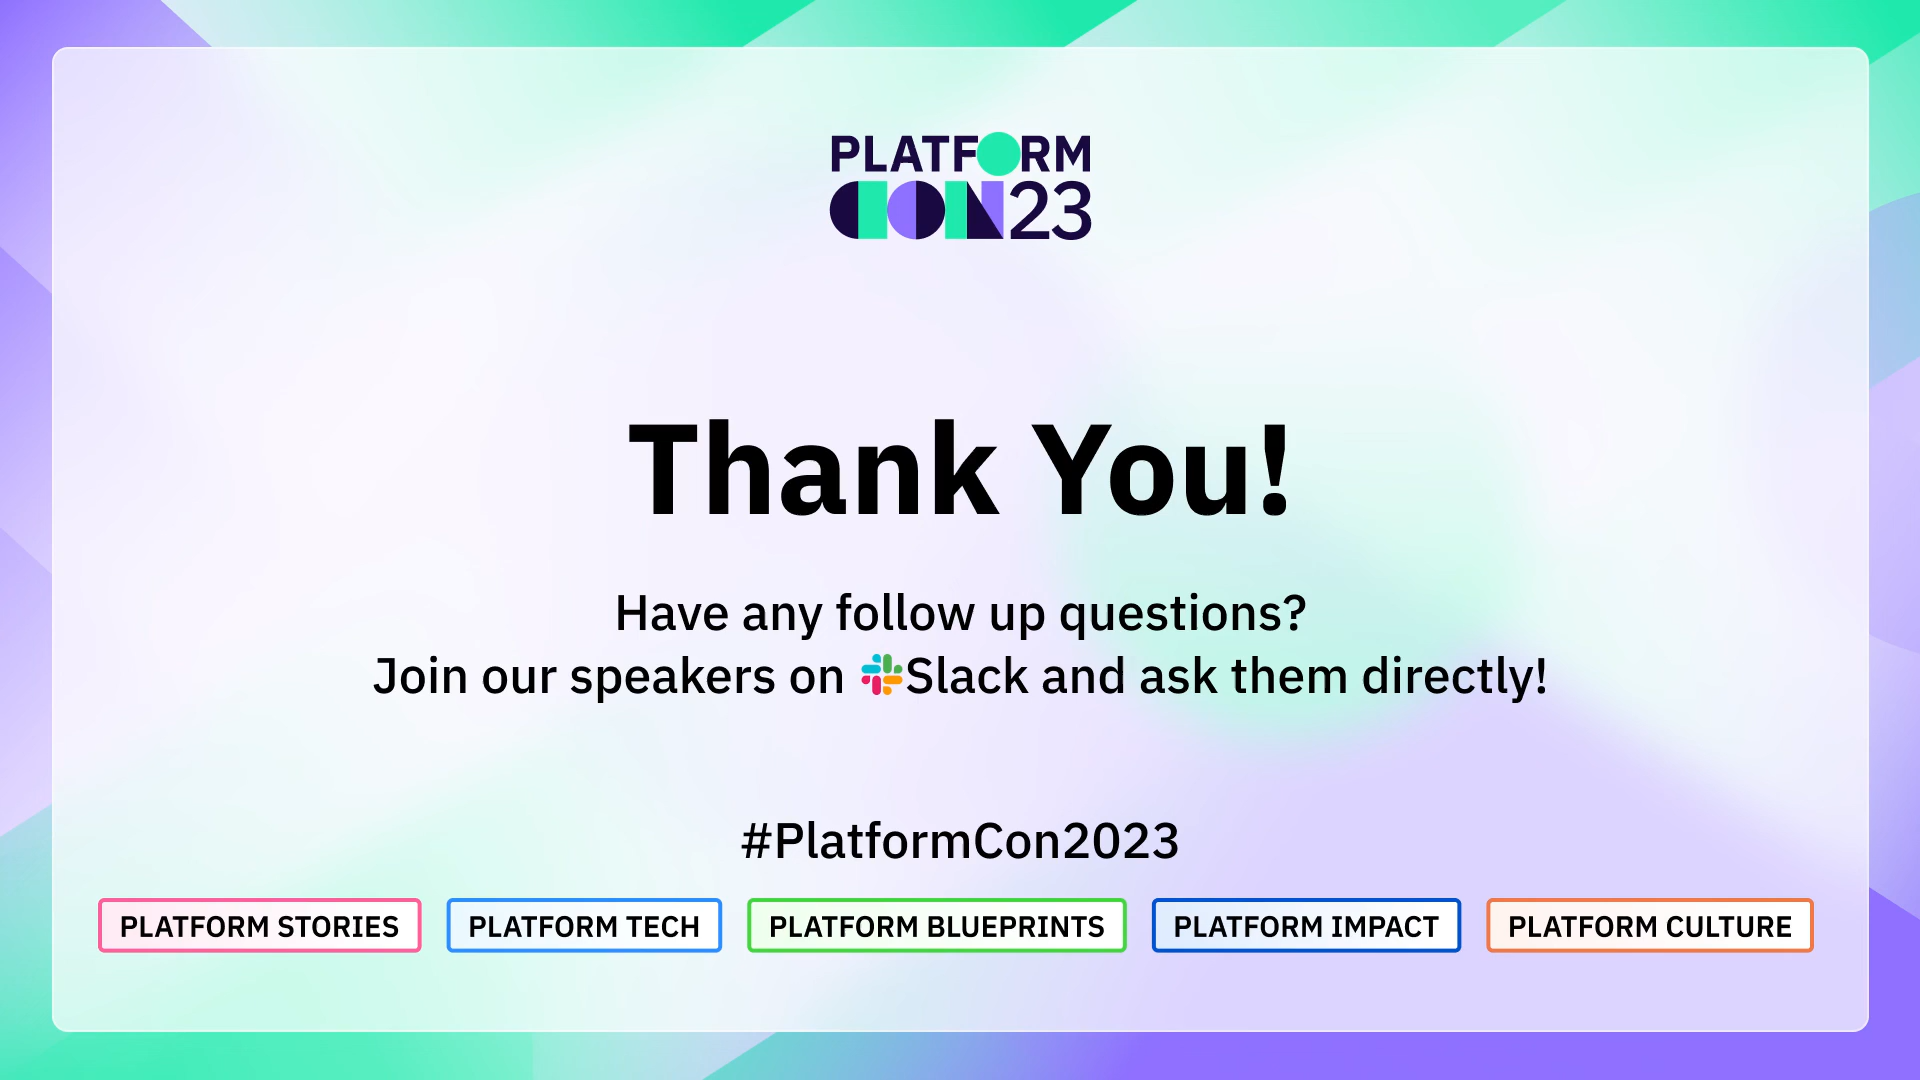 PLATFORM
CON23
Thank You!
Have any follow up questions?
Join our speakers on Slack and ask them directly!
#PlatformCon2023
PLATFORM STORIES
PLATFORM TECH
PLATFORM BLUEPRINTS
PLATFORM IMPACT
PLATFORM CULTURE